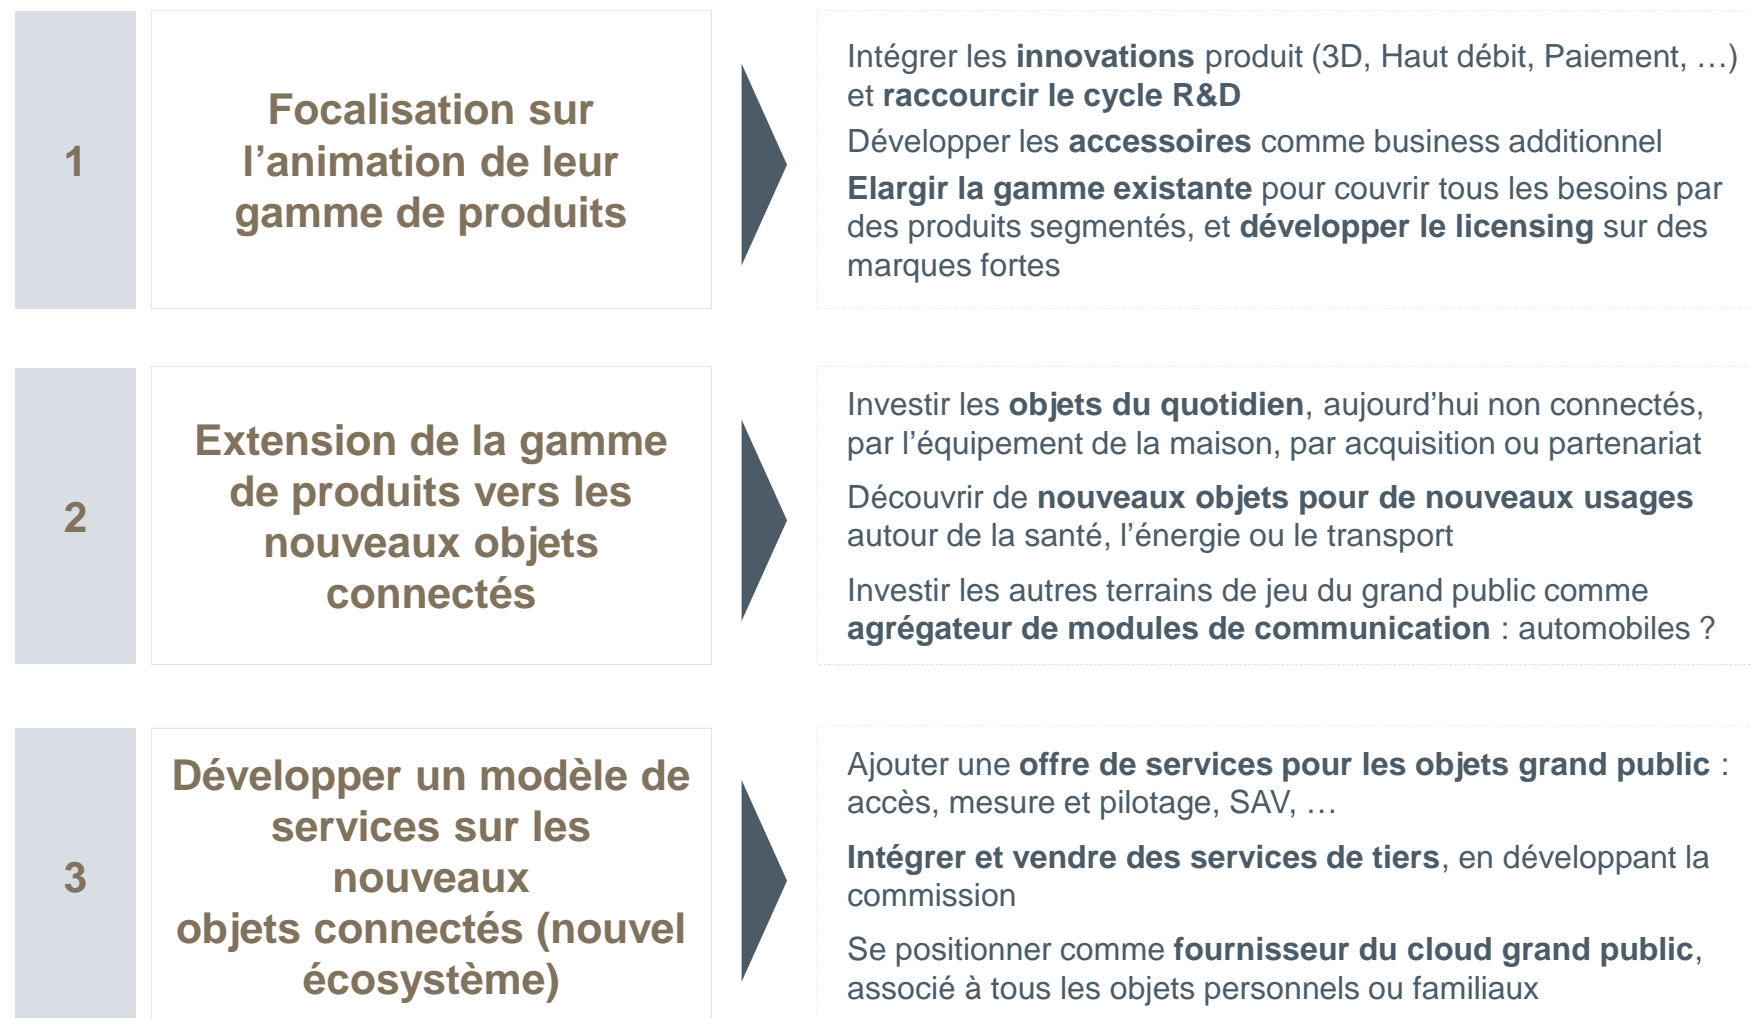 1
Focalisation sur
l’animation de leur
gamme de produits
Intégrer les innovations produit (3D, Haut débit, Paiement, …)
et raccourcir le cycle R&D
Développer les accessoires comme business additionnel
Elargir la gamme existante pour couvrir tous les besoins par
des produits segmentés, et développer le licensing sur des
marques fortes
2
Extension de la gamme
de produits vers les
nouveaux objets
connectés
Investir les objets du quotidien, aujourd’hui non connectés,
par l’équipement de la maison, par acquisition ou partenariat
Découvrir de nouveaux objets pour de nouveaux usages
autour de la santé, l’énergie ou le transport
Investir les autres terrains de jeu du grand public comme
agrégateur de modules de communication : automobiles ?
3
Développer un modèle de
services sur les
nouveaux
objets connectés (nouvel
écosystème)
Ajouter une offre de services pour les objets grand public :
accès, mesure et pilotage, SAV, …
Intégrer et vendre des services de tiers, en développant la
commission
Se positionner comme fournisseur du cloud grand public,
associé à tous les objets personnels ou familiaux